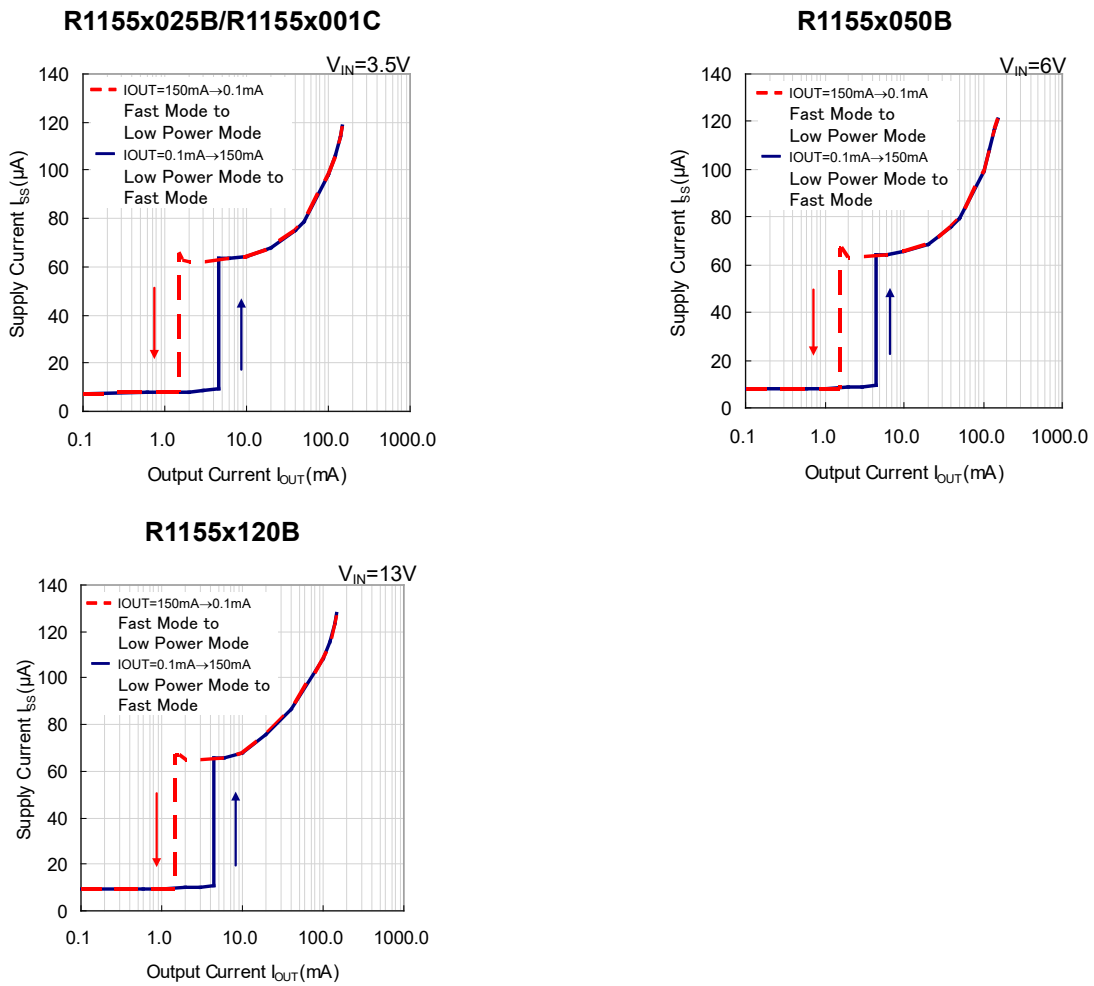 R1155x025B/R1155x001C
VIN=3.5V
140
120
100
80
60
40
20
0
Supply Current ISS(µA)
IOUT=150mA→0.1mA
Fast Mode to
Low Power Mode
IOUT=0.1mA→150mA
Low Power Mode to
Fast Mode
0.1 1.0 10.0 100.0 1000.0
Output Current IOUT(mA)
R1155x050B
VIN=6V
140
120
100
80
60
40
20
0
Supply Current ISS(µA)
IOUT=150mA→0.1mA
Fast Mode to
Low Power Mode
IOUT=0.1mA→150mA
Low Power Mode to
Fast Mode
0.1 1.0 10.0 100.0 1000.0
Output Current IOUT(mA)
R1155x120B
VIN=13V
140
120
100
80
60
40
20
0
Supply Current ISS(µA)
IOUT=150mA→0.1mA
Fast Mode to
Low Power Mode
IOUT=0.1mA→150mA
Low Power Mode to
Fast Mode
0.1 1.0 10.0 100.0 1000.0
Output Current IOUT(mA)